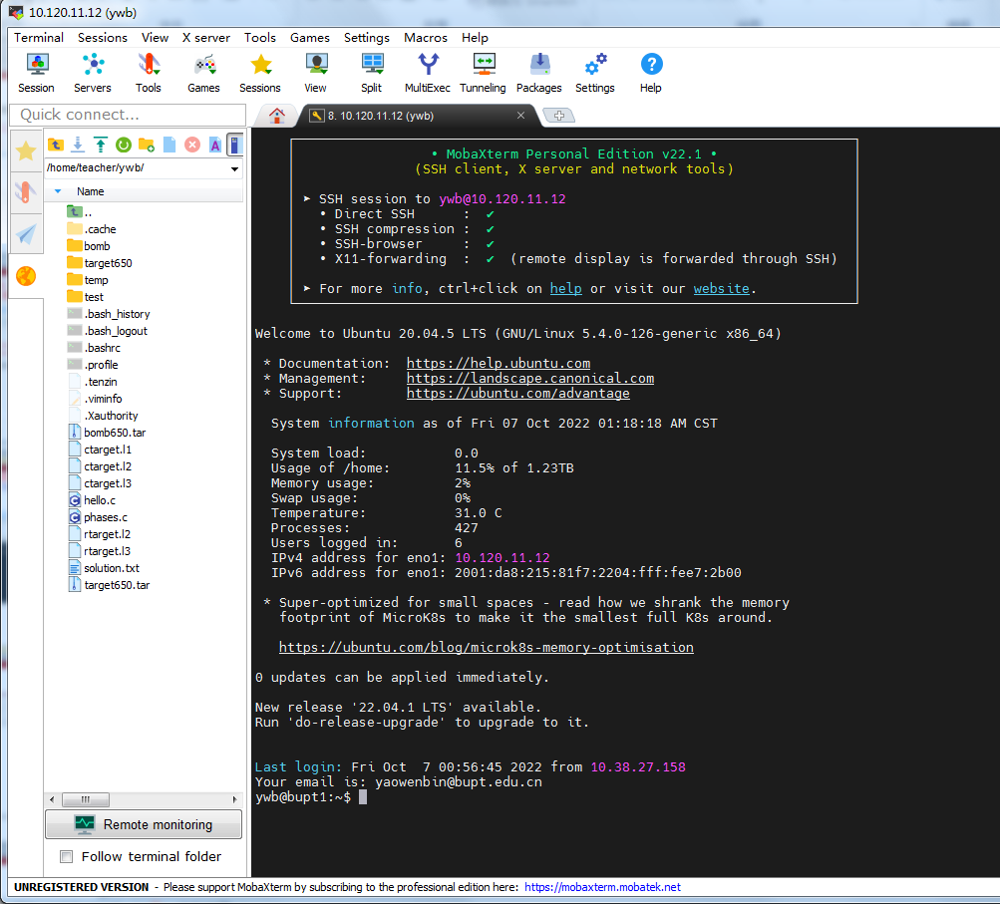 10.120.11.12 (ywb)
Terminal Sessions View X server Tools Games Settings Macros Help
Session Servers Tools Games Sessions View Split MultiExec Tunneling Packages Settings Help
Quick connect...
8. 10.120.11.12 (ywb)
/home/teacher/ywb/
Name
..
.cache
bomb
target650
temp
test
.bash_history
.bash_logout
.bashrc
.profile
.tenzin
.viminfo
.Xauthority
bomb650.tar
ctarget.l1
ctarget.l2
ctarget.l3
hello.c
phases.c
rtarget.l2
rtarget.l3
solution.txt
target650.tar
Remote monitoring
Follow terminal folder
• MobaXterm Personal Edition v22.1 •
(SSH client, X server and network tools)
➤ SSH session to ywb@10.120.11.12
• Direct SSH : ✔
• SSH compression : ✔
• SSH-browser : ✔
• X11-forwarding : ✔ (remote display is forwarded through SSH)
➤ For more info, ctrl+click on help or visit our website.
Welcome to Ubuntu 20.04.5 LTS (GNU/Linux 5.4.0-126-generic x86_64)
* Documentation: https://help.ubuntu.com
* Management: https://landscape.canonical.com
* Support: https://ubuntu.com/advantage
System information as of Fri 07 Oct 2022 01:18:18 AM CST
System load: 0.0
Usage of /home: 11.5% of 1.23TB
Memory usage: 2%
Swap usage: 0%
Temperature: 31.0 C
Processes: 427
Users logged in: 6
IPv4 address for eno1: 10.120.11.12
IPv6 address for eno1: 2001:da8:215:81f7:2204:fff:fee7:2b00
* Super-optimized for small spaces - read how we shrank the memory
footprint of MicroK8s to make it the smallest full K8s around.
https://ubuntu.com/blog/microk8s-memory-optimisation
0 updates can be applied immediately.
New release '22.04.1 LTS' available.
Run 'do-release-upgrade' to upgrade to it.
Last login: Fri Oct 7 00:56:45 2022 from 10.38.27.158
Your email is: yaowenbin@bupt.edu.cn
ywb@bupt1:~$
UNREGISTERED VERSION - Please support MobaXterm by subscribing to the professional edition here: https://mobaxterm.mobatek.net